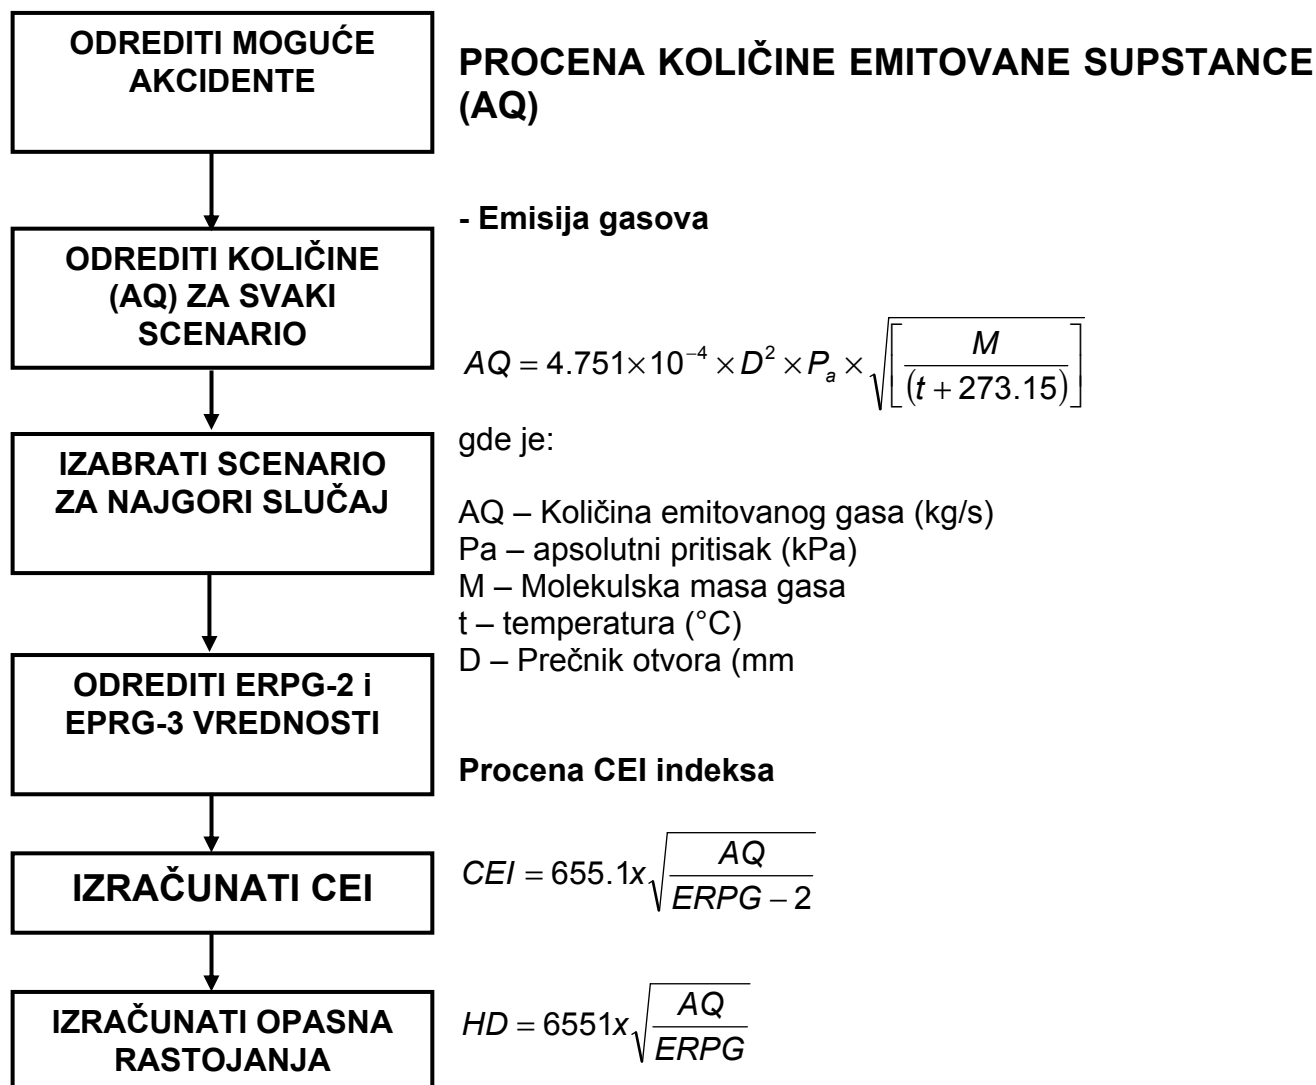 ODREDITI MOGUĆE
AKCIDENTE
ODREDITI KOLIČINE
(AQ) ZA SVAKI
SCENARIO
IZABRATI SCENARIO
ZA NAJGORI SLUČAJ
ODREDITI ERPG-2 i
EPRG-3 VREDNOSTI
IZRAČUNATI CEI
IZRAČUNATI OPASNA
RASTOJANJA
PROCENA KOLIČINE EMITOVANE SUPSTANCE
(AQ)
- Emisija gasova
AQ = 4.751×10⁻⁴ × D² × Pₐ × √[M / (t + 273.15)]
gde je:
AQ – Količina emitovanog gasa (kg/s)
Pa – apsolutni pritisak (kPa)
M – Molekulska masa gasa
t – temperatura (°C)
D – Prečnik otvora (mm
Procena CEI indeksa
CEI = 655.1x√(AQ / ERPG – 2)
HD = 6551x√(AQ / ERPG)